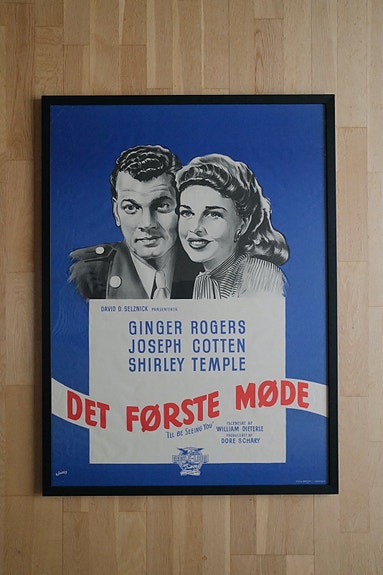 DAVID O. SELZNICK PRÆSENTERER
GINGER ROGERS
JOSEPH COTTEN
SHIRLEY TEMPLE
DET FØRSTE MØDE
"I'LL BE SEEING YOU"
ISCENESAT AF
WILLIAM DIETERLE
PRODUCERET AF
DORE SCHARY